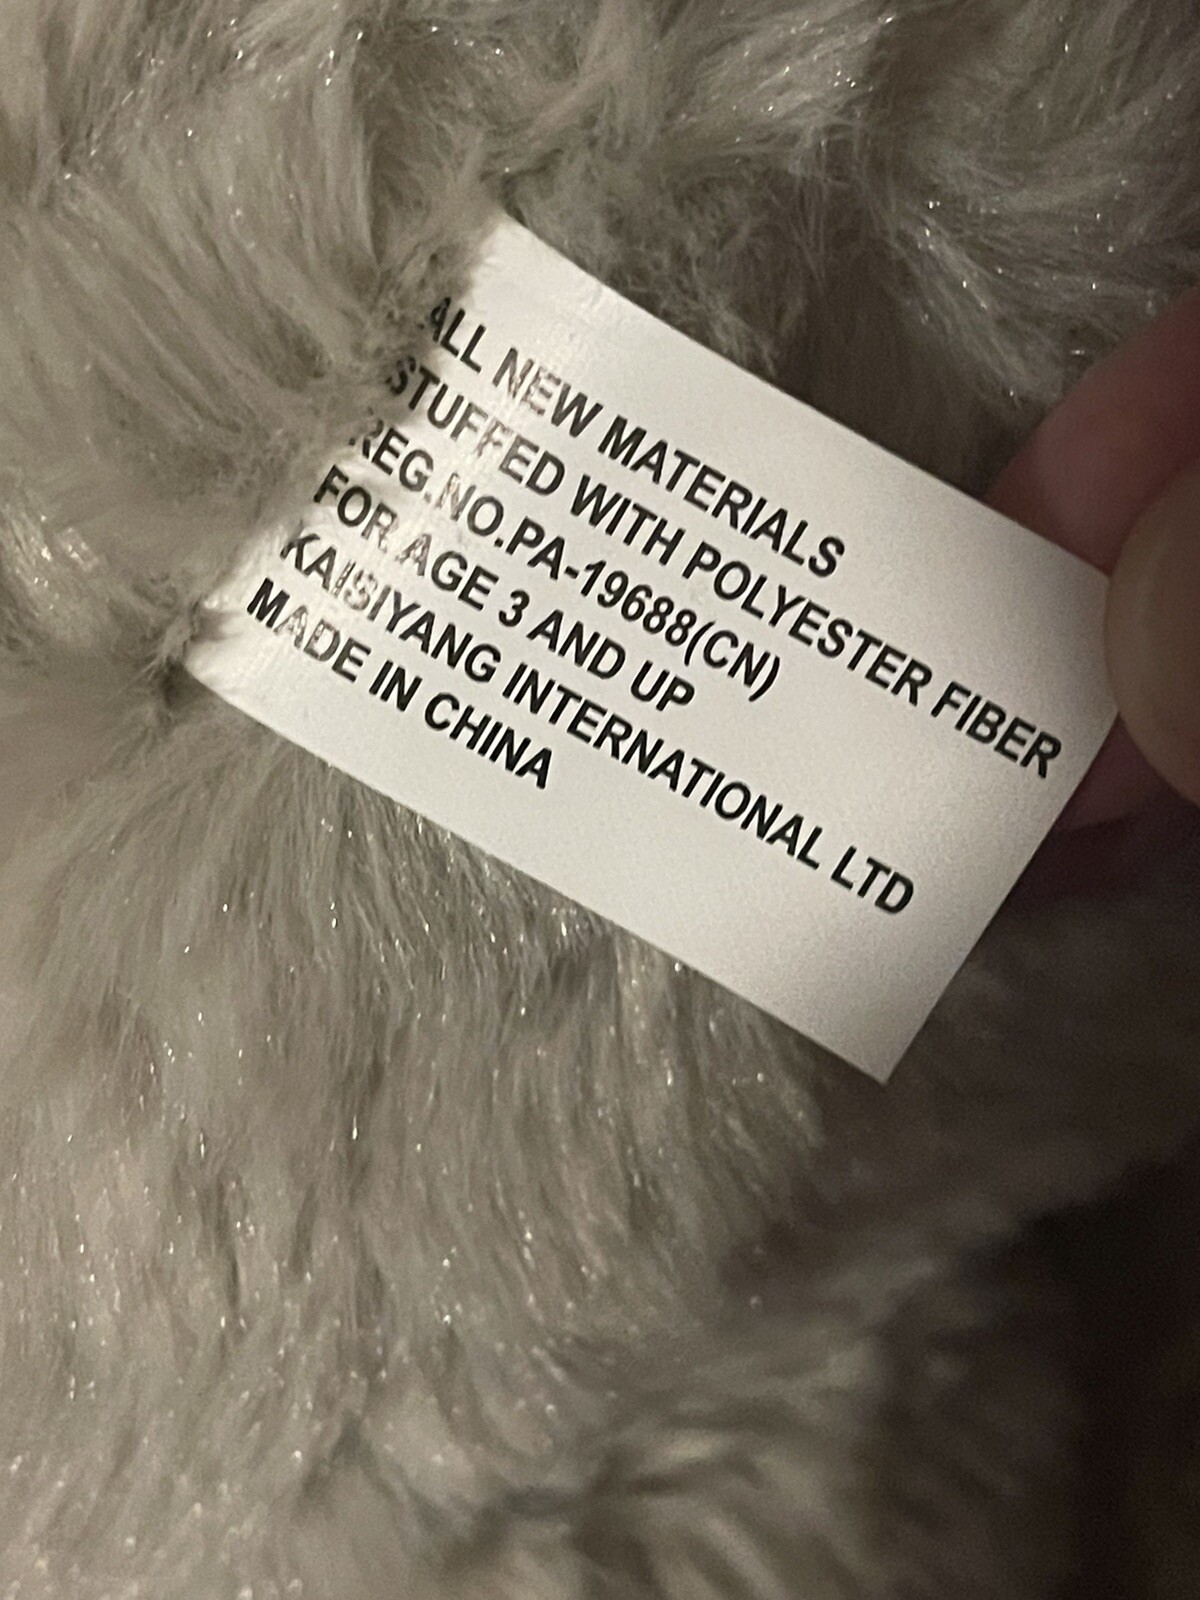 ALL NEW MATERIALS
STUFFED WITH POLYESTER FIBER
REG.NO.PA-19688(CN)
FOR AGE 3 AND UP
KAISIYANG INTERNATIONAL LTD
MADE IN CHINA